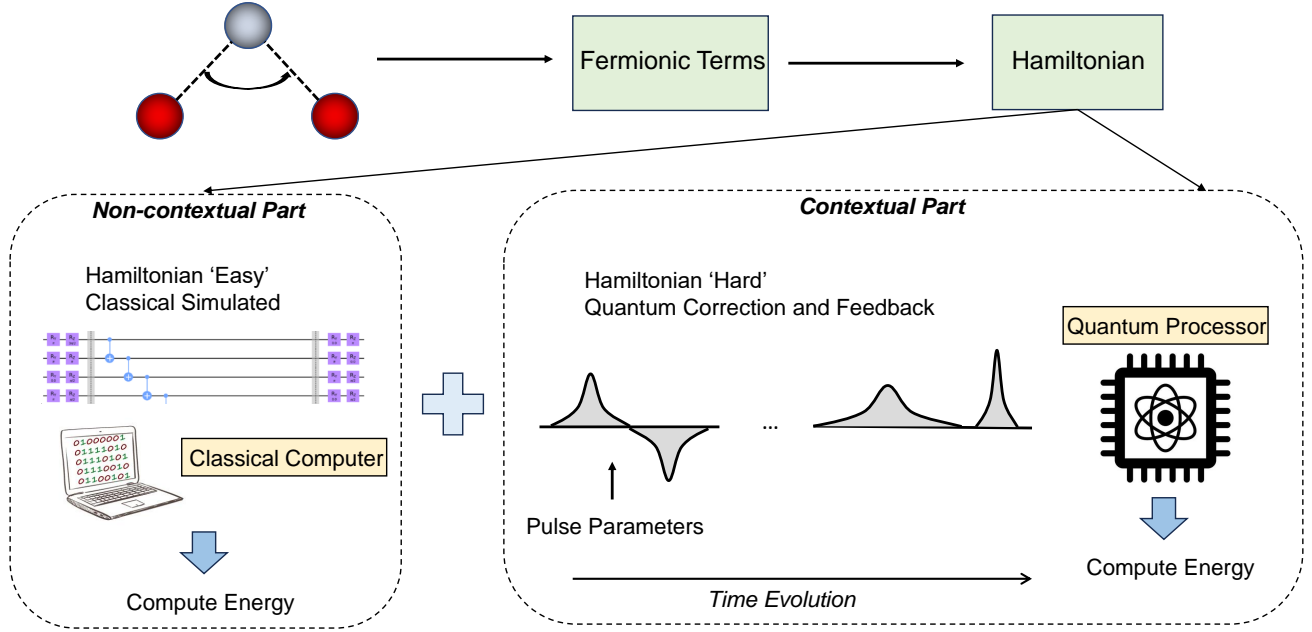 Fermionic Terms
Hamiltonian
Non-contextual Part
Contextual Part
Hamiltonian ‘Easy’
Classical Simulated
Hamiltonian ‘Hard’
Quantum Correction and Feedback
Quantum Processor
...
Classical Computer
Pulse Parameters
Compute Energy
Time Evolution
Compute Energy